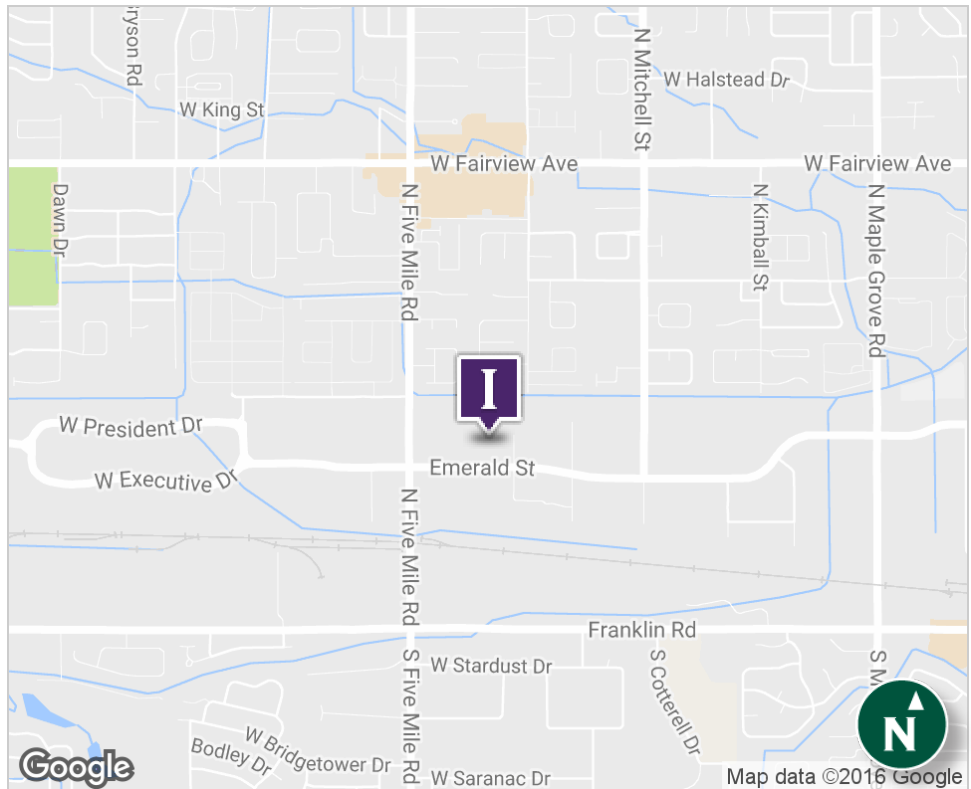 Bryson Rd
N Mitchell St
W Halstead Dr
W King St
W Fairview Ave
W Fairview Ave
Dawn Dr
N Five Mile Rd
N Kimball St
N Maple Grove Rd
I
W President Dr
Emerald St
W Executive Dr
N Five Mile Rd
Franklin Rd
S Five Mile Rd
W Stardust Dr
S Cotterell Dr
S M
W Bridgetower Dr
Bodley Dr
N
Google
W Saranac Dr
Map data ©2016 Google